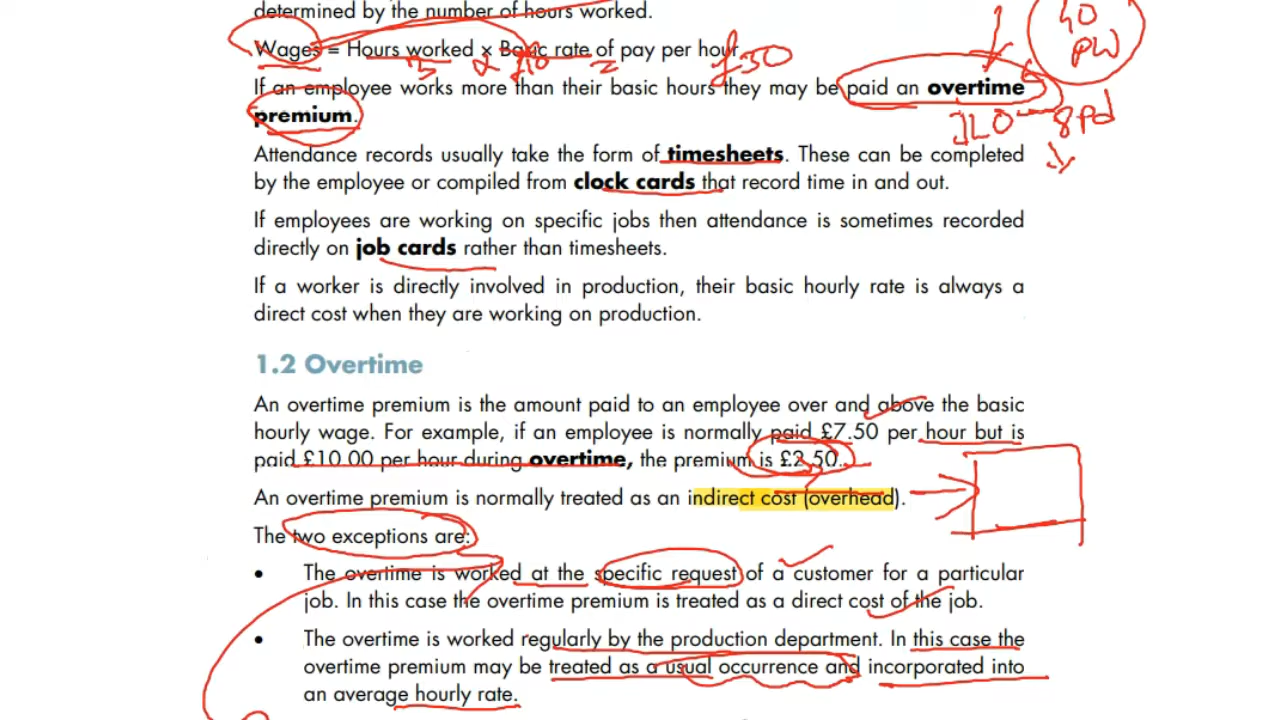 determined by the number of hours worked.
40
PW
Wages = Hours worked x Basic rate of pay per hour
£10
£30
If an employee works more than their basic hours they may be paid an overtime
premium.
8pd
Attendance records usually take the form of timesheets. These can be completed
by the employee or compiled from clock cards that record time in and out.
If employees are working on specific jobs then attendance is sometimes recorded
directly on job cards rather than timesheets.
If a worker is directly involved in production, their basic hourly rate is always a
direct cost when they are working on production.
1.2 Overtime
An overtime premium is the amount paid to an employee over and above the basic
hourly wage. For example, if an employee is normally paid £7.50 per hour but is
paid £10.00 per hour during overtime, the premium is £2.50.
An overtime premium is normally treated as an indirect cost (overhead).
The two exceptions are:
• The overtime is worked at the specific request of a customer for a particular
job. In this case the overtime premium is treated as a direct cost of the job.
• The overtime is worked regularly by the production department. In this case the
overtime premium may be treated as a usual occurrence and incorporated into
an average hourly rate.